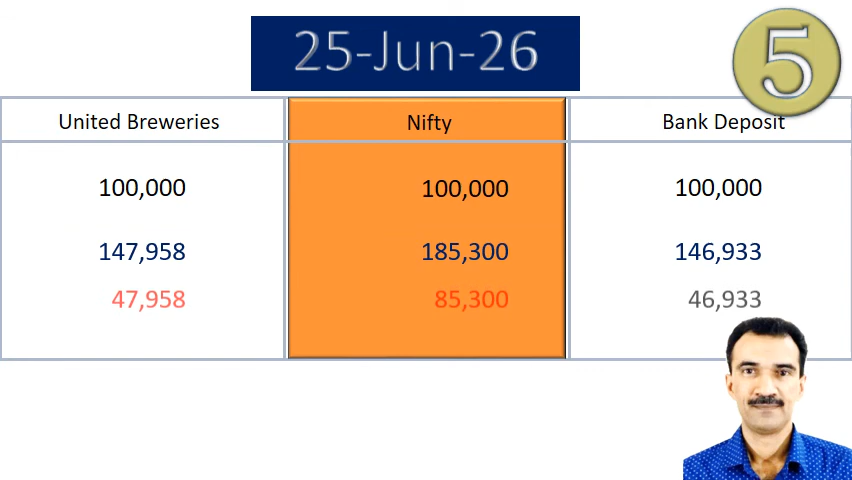 25-Jun-26
5
United Breweries
Nifty
Bank Deposit
100,000
100,000
100,000
147,958
185,300
146,933
47,958
85,300
46,933